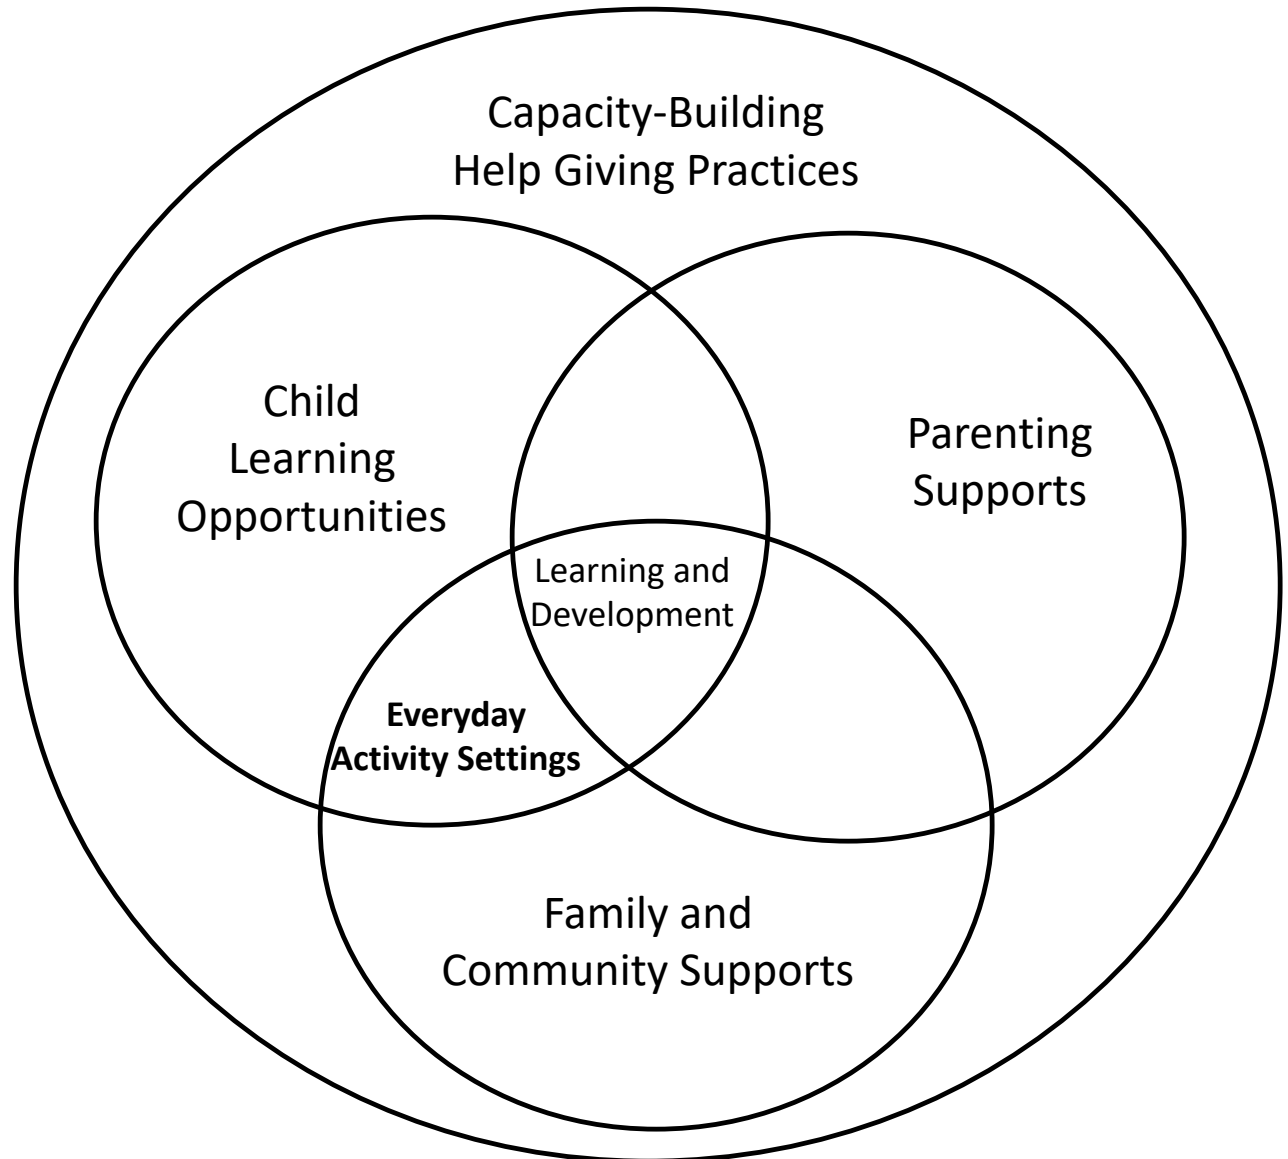 Capacity-Building
Help Giving Practices
Child
Learning
Opportunities
Parenting
Supports
Learning and
Development
Everyday
Activity Settings
Family and
Community Supports